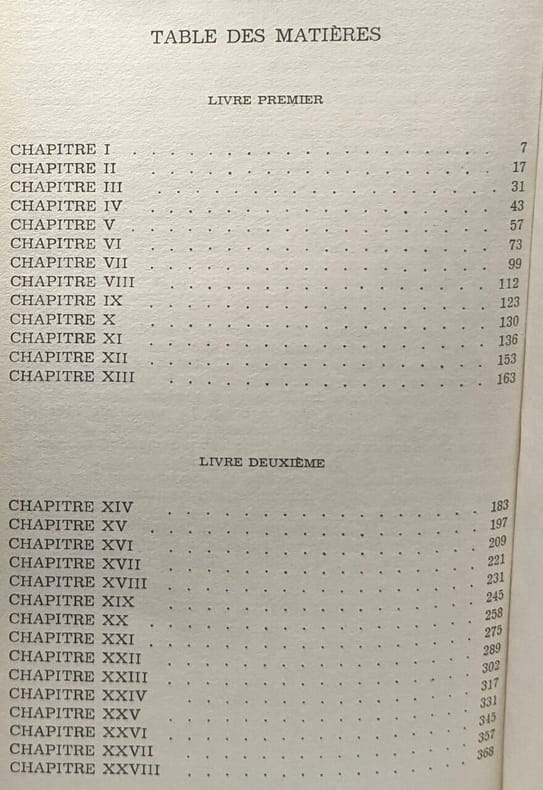 TABLE DES MATIÈRES
LIVRE PREMIER
CHAPITRE I . . . . . . . . . . . . . . . . . . 7
CHAPITRE II . . . . . . . . . . . . . . . . . . 17
CHAPITRE III . . . . . . . . . . . . . . . . . . 31
CHAPITRE IV . . . . . . . . . . . . . . . . . . 43
CHAPITRE V . . . . . . . . . . . . . . . . . . 57
CHAPITRE VI . . . . . . . . . . . . . . . . . . 73
CHAPITRE VII . . . . . . . . . . . . . . . . . . 99
CHAPITRE VIII . . . . . . . . . . . . . . . . . 112
CHAPITRE IX . . . . . . . . . . . . . . . . . . 123
CHAPITRE X . . . . . . . . . . . . . . . . . . 130
CHAPITRE XI . . . . . . . . . . . . . . . . . . 136
CHAPITRE XII . . . . . . . . . . . . . . . . . . 153
CHAPITRE XIII . . . . . . . . . . . . . . . . . 163
LIVRE DEUXIÈME
CHAPITRE XIV . . . . . . . . . . . . . . . . . 183
CHAPITRE XV . . . . . . . . . . . . . . . . . . 197
CHAPITRE XVI . . . . . . . . . . . . . . . . . 209
CHAPITRE XVII . . . . . . . . . . . . . . . . . 221
CHAPITRE XVIII . . . . . . . . . . . . . . . . . 231
CHAPITRE XIX . . . . . . . . . . . . . . . . . 245
CHAPITRE XX . . . . . . . . . . . . . . . . . . 258
CHAPITRE XXI . . . . . . . . . . . . . . . . . 275
CHAPITRE XXII . . . . . . . . . . . . . . . . . 289
CHAPITRE XXIII . . . . . . . . . . . . . . . . . 302
CHAPITRE XXIV . . . . . . . . . . . . . . . . 317
CHAPITRE XXV . . . . . . . . . . . . . . . . . 331
CHAPITRE XXVI . . . . . . . . . . . . . . . . . 345
CHAPITRE XXVII . . . . . . . . . . . . . . . . 357
CHAPITRE XXVIII . . . . . . . . . . . . . . . . 368